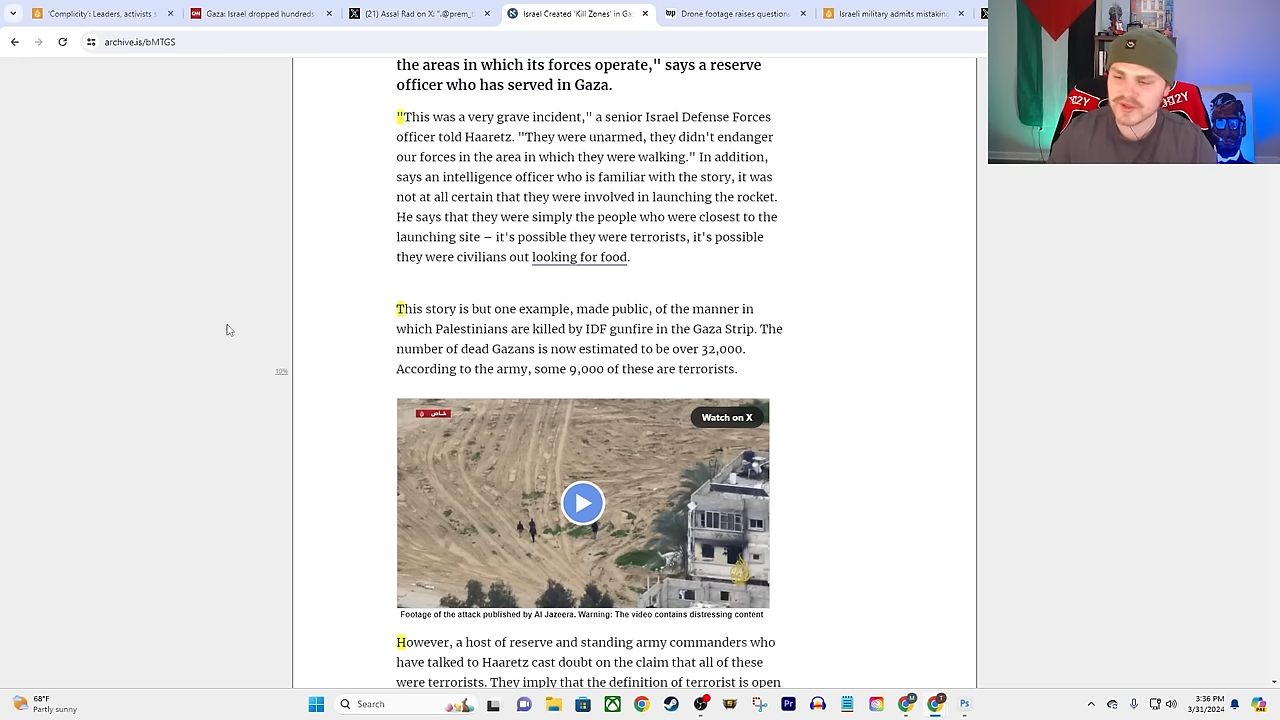 'Complicity's Leaders, activists s
Gaza: Israel dropped hundreds
(21) Assal Rad on X: "@prem_
Israel Created 'Kill Zones' in Ga
Drone footage raises questions
Israeli military admits mistaking
archive.is/bMTGS
the areas in which its forces operate," says a reserve
officer who has served in Gaza.
"This was a very grave incident," a senior Israel Defense Forces
officer told Haaretz. "They were unarmed, they didn't endanger
our forces in the area in which they were walking." In addition,
says an intelligence officer who is familiar with the story, it was
not at all certain that they were involved in launching the rocket.
He says that they were simply the people who were closest to the
launching site – it's possible they were terrorists, it's possible
they were civilians out looking for food.
This story is but one example, made public, of the manner in
which Palestinians are killed by IDF gunfire in the Gaza Strip. The
number of dead Gazans is now estimated to be over 32,000.
According to the army, some 9,000 of these are terrorists.
10%
خاص
Watch on X
Footage of the attack published by Al Jazeera. Warning: The video contains distressing content
However, a host of reserve and standing army commanders who
have talked to Haaretz cast doubt on the claim that all of these
were terrorists. They imply that the definition of terrorist is open
68°F
Partly sunny
Search
3:36 PM
3/31/2024